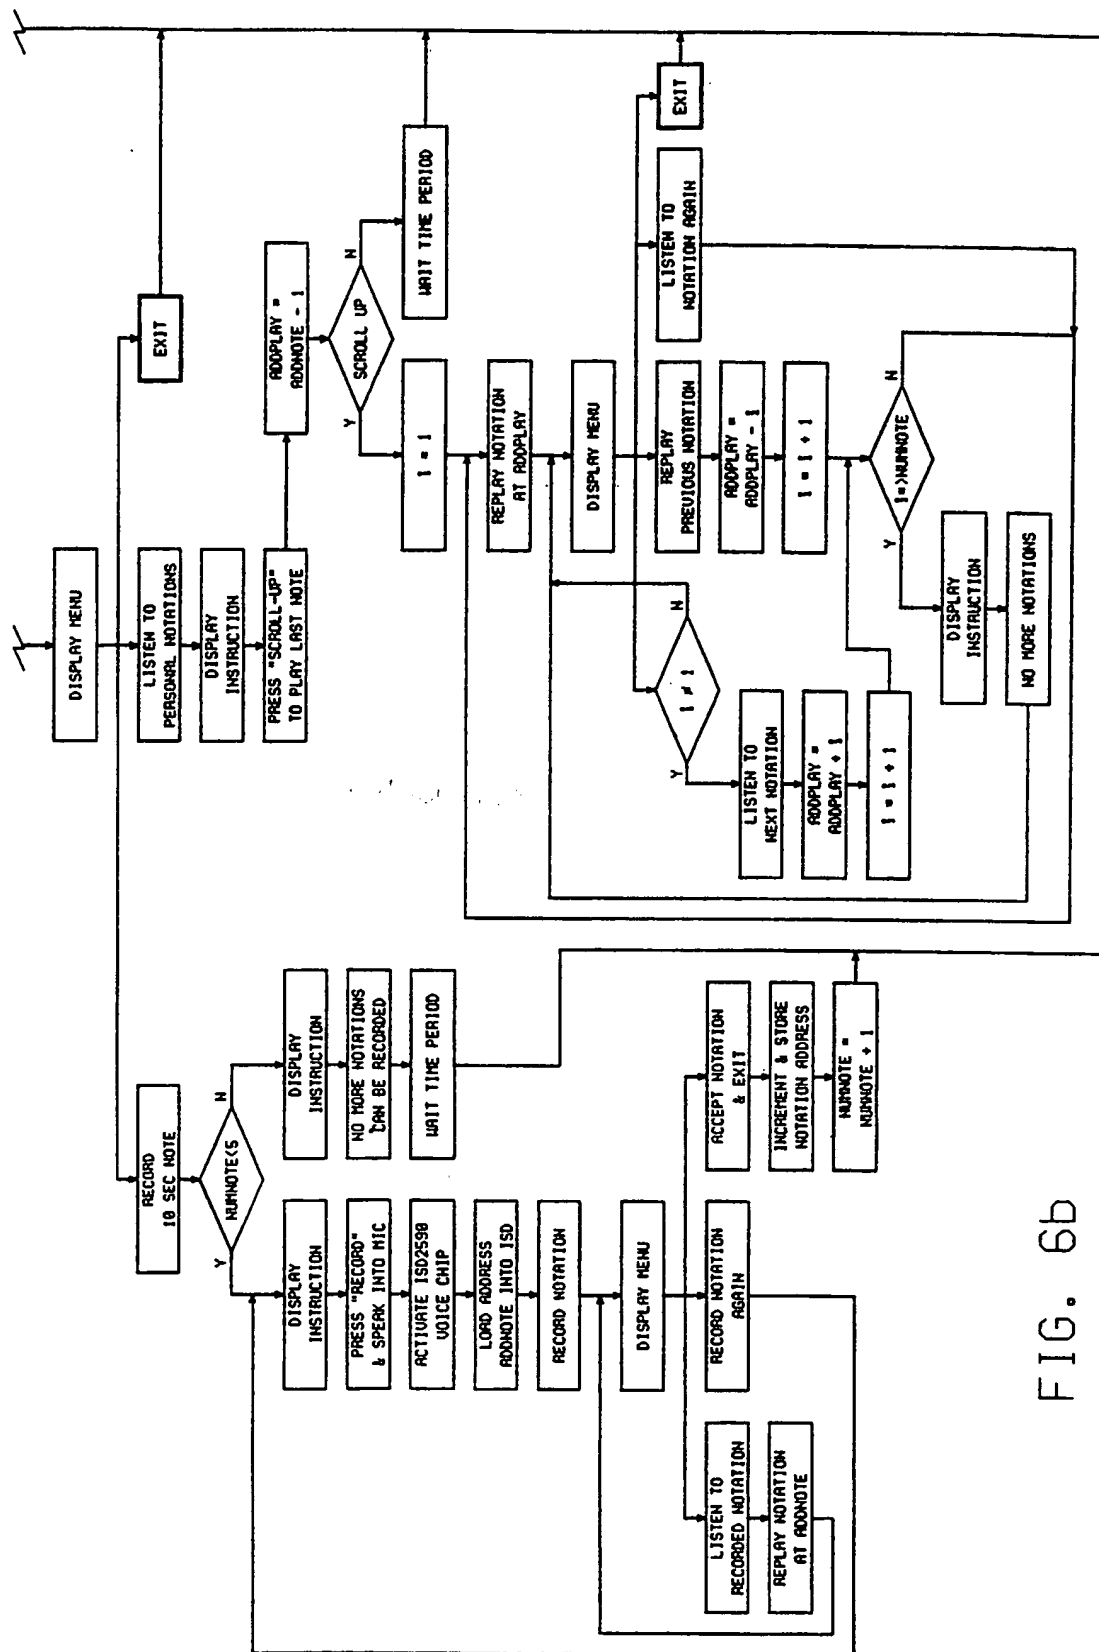 DISPLAY MENU
RECORD
10 SEC NOTE
LISTEN TO
PERSONAL NOTATIONS
EXIT
NUMNOTE<5
Y
N
DISPLAY
INSTRUCTION
PRESS "RECORD"
& SPEAK INTO MIC
ACTIVATE ISD2590
VOICE CHIP
LOAD ADDRESS
ADDNOTE INTO ISD
RECORD NOTATION
DISPLAY MENU
LISTEN TO
RECORDED NOTATION
REPLAY NOTATION
AT ADDNOTE
RECORD NOTATION
AGAIN
ACCEPT NOTATION
& EXIT
INCREMENT & STORE
NOTATION ADDRESS
NUMNOTE =
NUMNOTE + 1
DISPLAY
INSTRUCTION
NO MORE NOTATIONS
CAN BE RECORDED
WAIT TIME PERIOD
DISPLAY
INSTRUCTION
PRESS "SCROLL-UP"
TO PLAY LAST NOTE
ADDPLAY =
ADDNOTE - 1
SCROLL UP
Y
N
WAIT TIME PERIOD
I = 1
REPLAY NOTATION
AT ADDPLAY
DISPLAY MENU
I ≠ 1
Y
N
LISTEN TO
NEXT NOTATION
ADDPLAY =
ADDPLAY + 1
I = I + 1
REPLAY
PREVIOUS NOTATION
ADDPLAY =
ADDPLAY - 1
I = I + 1
LISTEN TO
NOTATION AGAIN
EXIT
I=>NUMNOTE
Y
N
DISPLAY
INSTRUCTION
NO MORE NOTATIONS
FIG. 6b